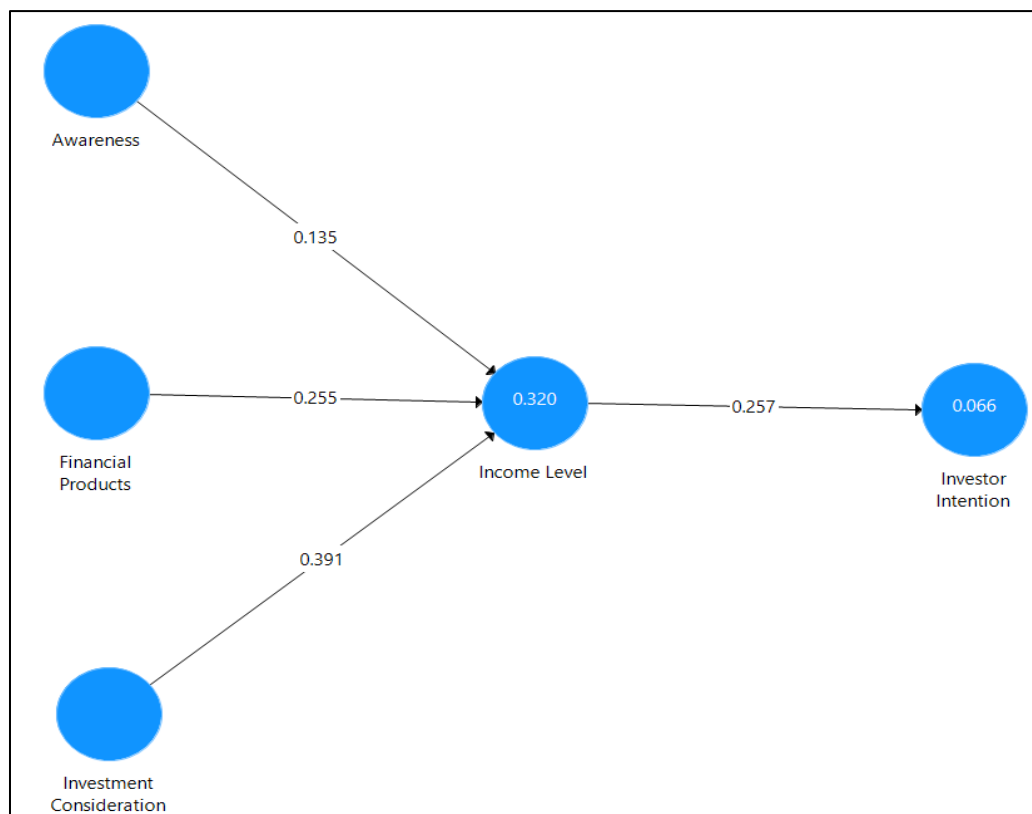 Awareness
0.135
Financial
Products
0.255
0.320
Income Level
0.257
0.066
Investor
Intention
0.391
Investment
Consideration